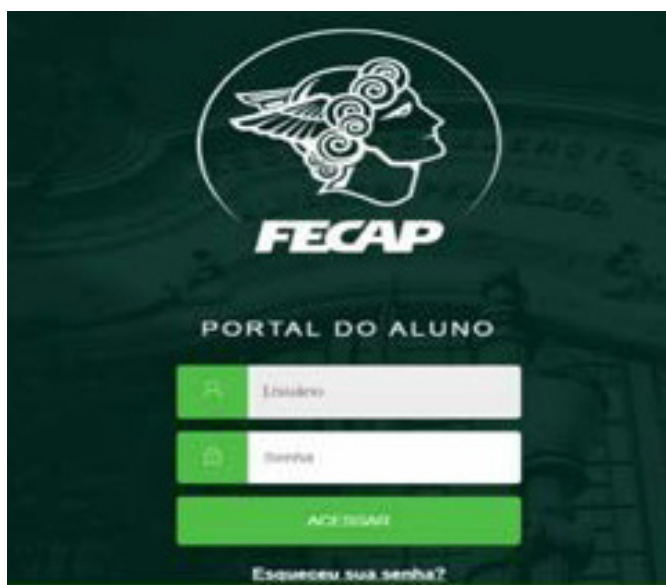 FECAP
PORTAL DO ALUNO
Usuário
Senha
ACESSAR
Esqueceu sua senha?